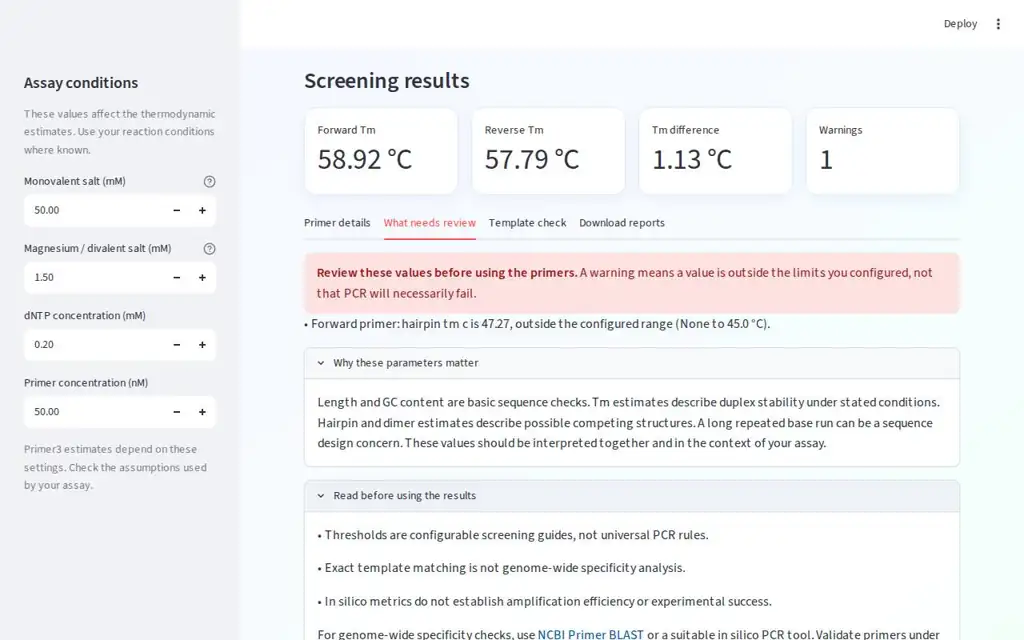 Deploy
Assay conditions
These values affect the thermodynamic
estimates. Use your reaction conditions
where known.
Monovalent salt (mM)
50.00
Magnesium / divalent salt (mM)
1.50
dNTP concentration (mM)
0.20
Primer concentration (nM)
50.00
Primer3 estimates depend on these
settings. Check the assumptions used
by your assay.
Screening results
Forward Tm
58.92 °C
Reverse Tm
57.79 °C
Tm difference
1.13 °C
Warnings
1
Primer details What needs review Template check Download reports
Review these values before using the primers. A warning means a value is outside the limits you configured, not
that PCR will necessarily fail.
• Forward primer: hairpin tm c is 47.27, outside the configured range (None to 45.0 °C).
Why these parameters matter
Length and GC content are basic sequence checks. Tm estimates describe duplex stability under stated conditions.
Hairpin and dimer estimates describe possible competing structures. A long repeated base run can be a sequence
design concern. These values should be interpreted together and in the context of your assay.
Read before using the results
• Thresholds are configurable screening guides, not universal PCR rules.
• Exact template matching is not genome-wide specificity analysis.
• In silico metrics do not establish amplification efficiency or experimental success.
For genome-wide specificity checks, use NCBI Primer BLAST or a suitable in silico PCR tool. Validate primers under